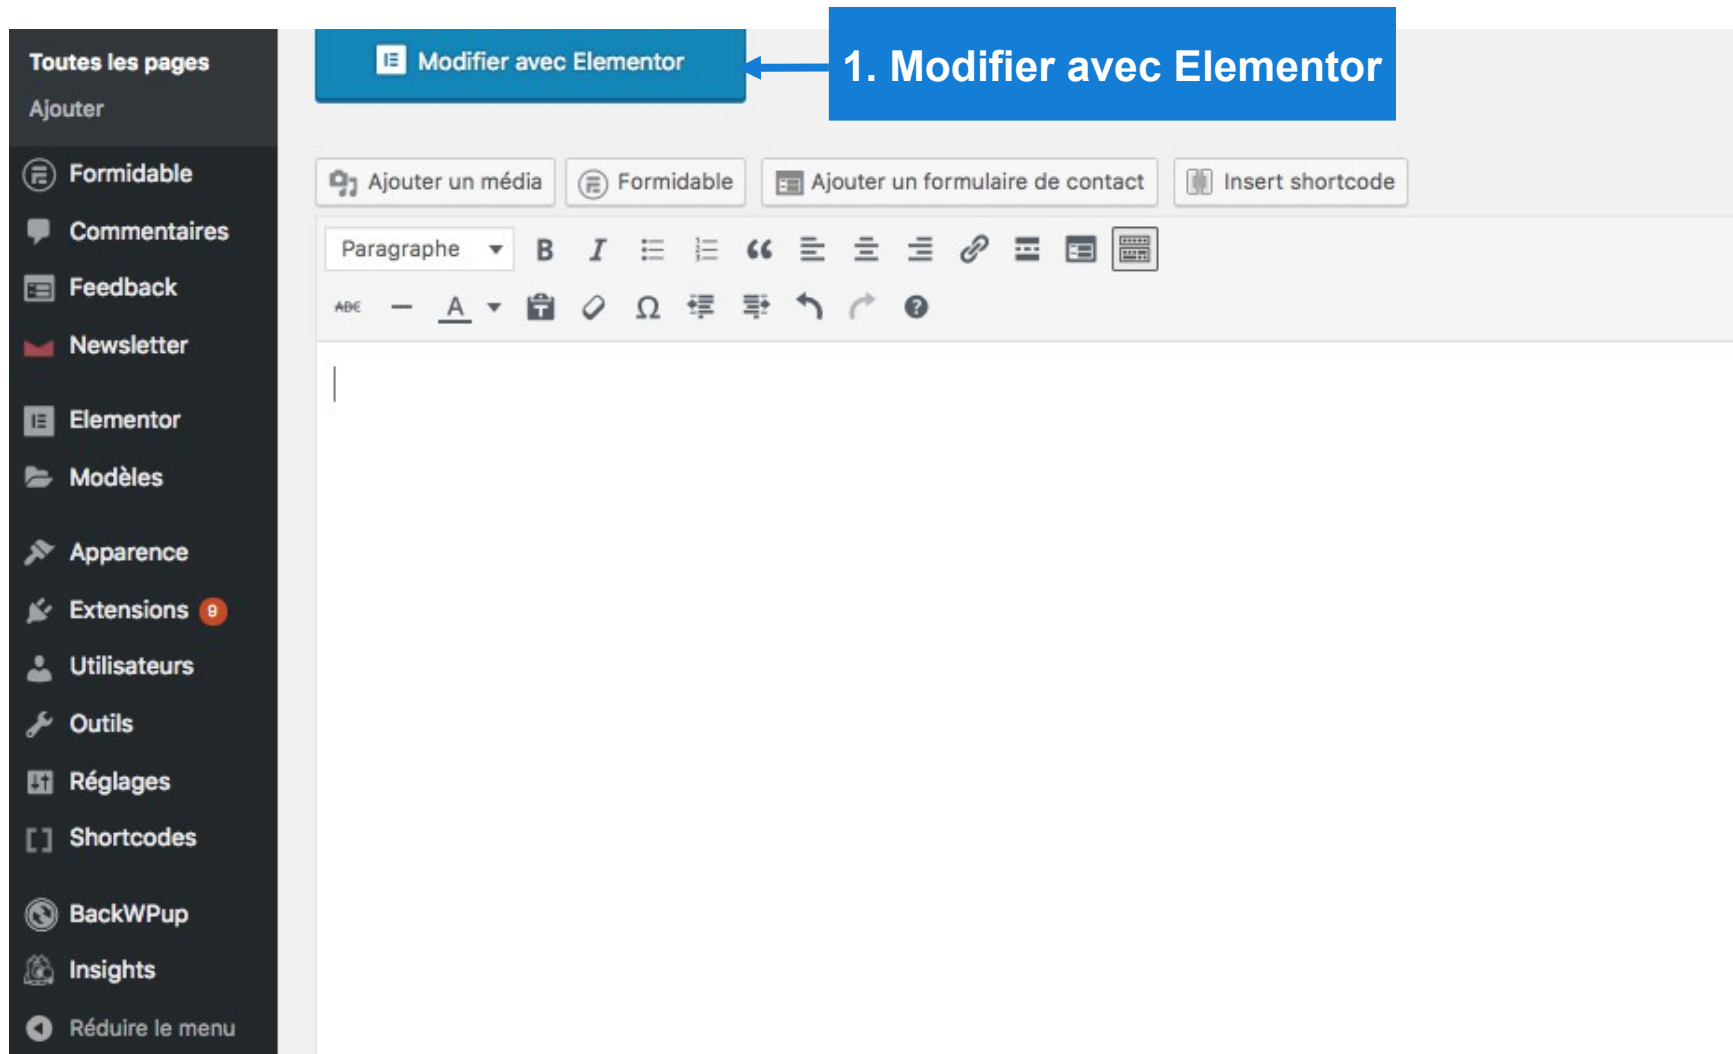 Toutes les pages
Ajouter
Formidable
Commentaires
Feedback
Newsletter
Elementor
Modèles
Apparence
Extensions 9
Utilisateurs
Outils
Réglages
Shortcodes
BackWPup
Insights
Réduire le menu
Modifier avec Elementor
1. Modifier avec Elementor
Ajouter un média Formidable Ajouter un formulaire de contact Insert shortcode
Paragraphe B I
ABC A Ω